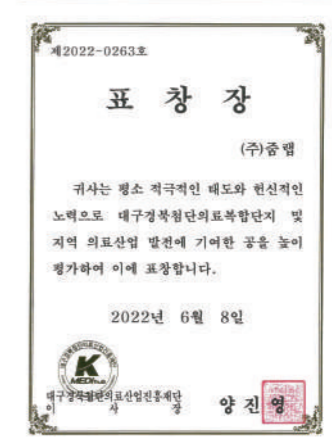 제2022-0263호
표 창 장
(주)줌랩
귀사는 평소 적극적인 태도와 헌신적인
노력으로 대구경북첨단의료복합단지 및
지역 의료산업 발전에 기여한 공을 높이
평가하여 이에 표창합니다.
2022년 6월 8일
K
MEDIhub
대구경북첨단의료산업진흥재단
이 사 장 양 진 영